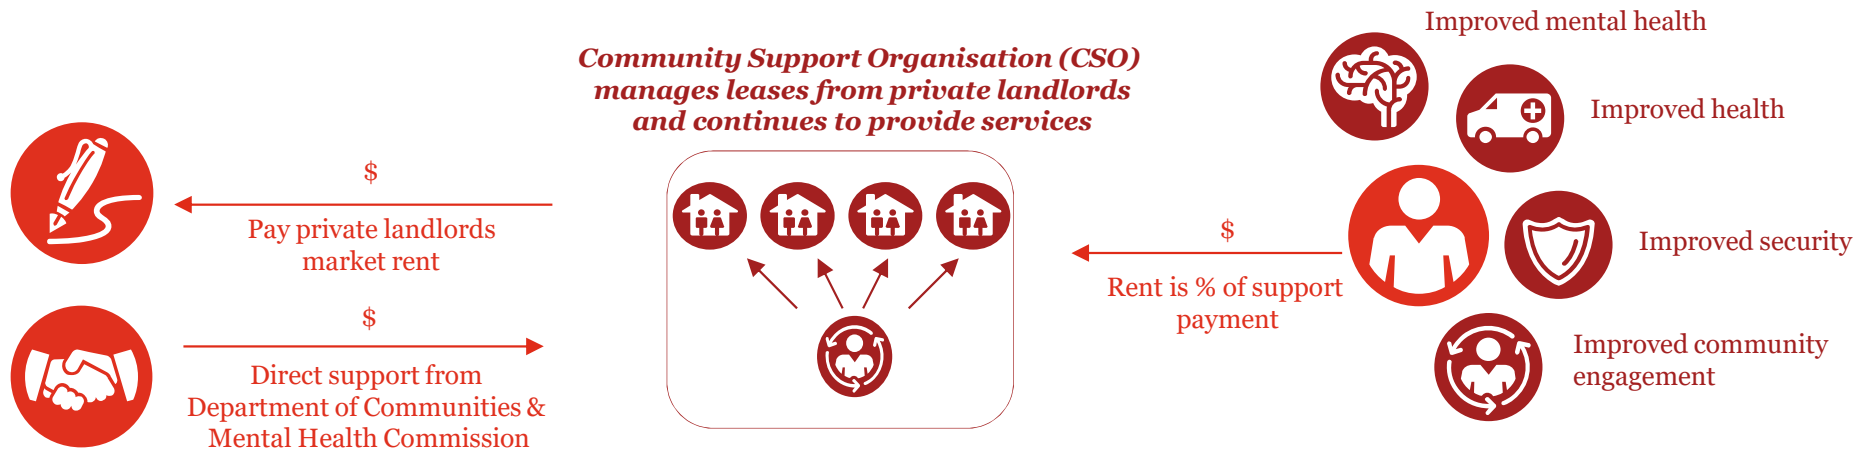 Community Support Organisation (CSO)
manages leases from private landlords
and continues to provide services
$
Pay private landlords
market rent
$
Direct support from
Department of Communities &
Mental Health Commission
$
Rent is % of support
payment
Improved mental health
Improved health
Improved security
Improved community
engagement